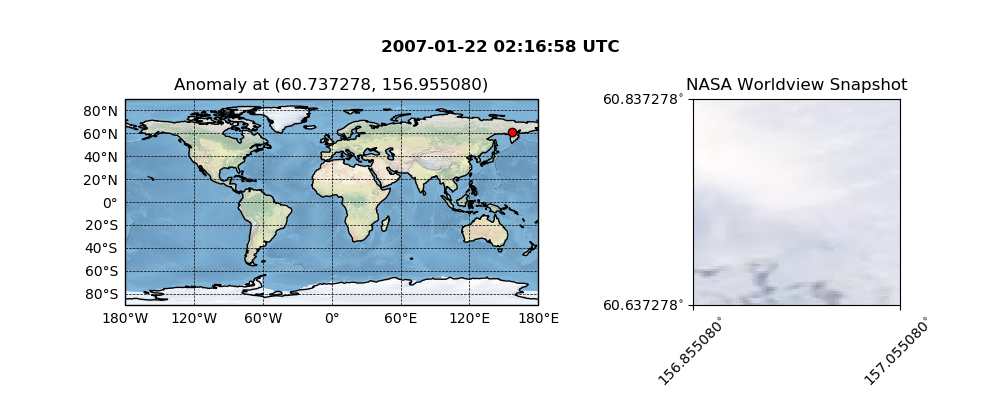 2007-01-22 02:16:58 UTC
Anomaly at (60.737278, 156.955080)
NASA Worldview Snapshot
80°N
60°N
40°N
20°N
0°
20°S
40°S
60°S
80°S
180°W 120°W 60°W 0° 60°E 120°E 180°E
60.837278°
60.637278°
156.855080°
157.055080°